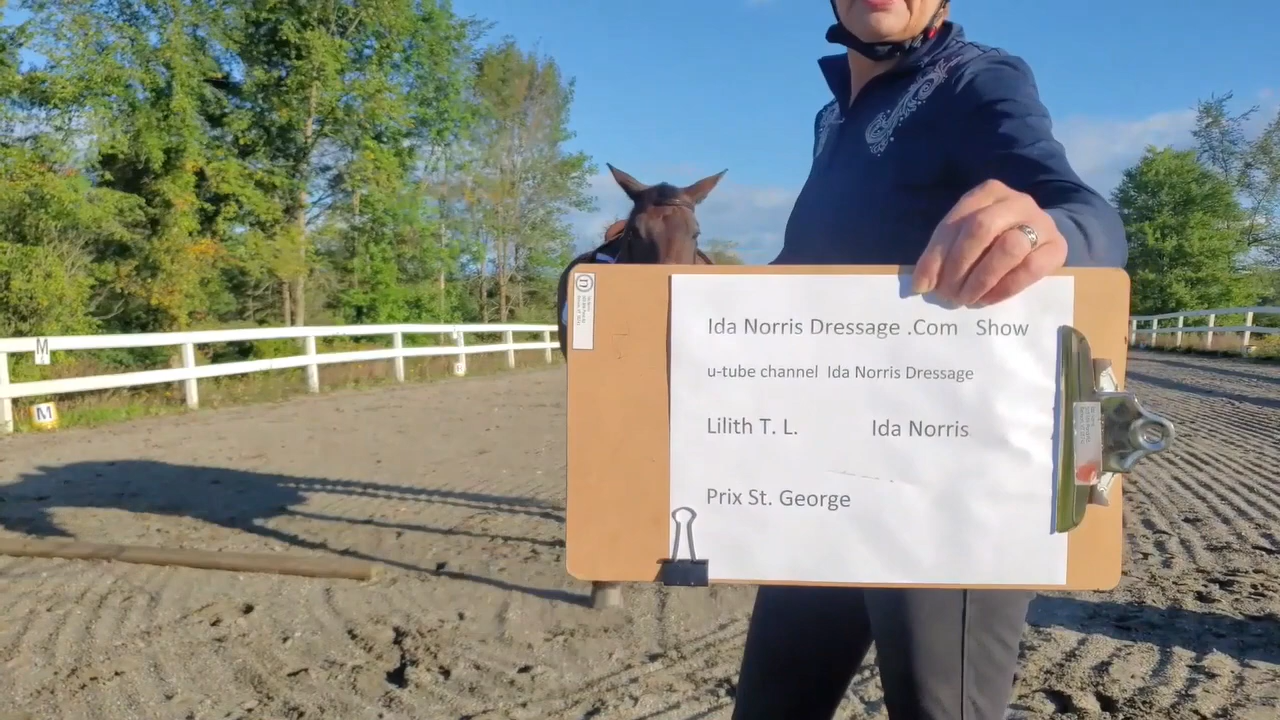 Ida Norris Dressage .Com Show
u-tube channel Ida Norris Dressage
Lilith T. L. Ida Norris
Prix St. George
M
M